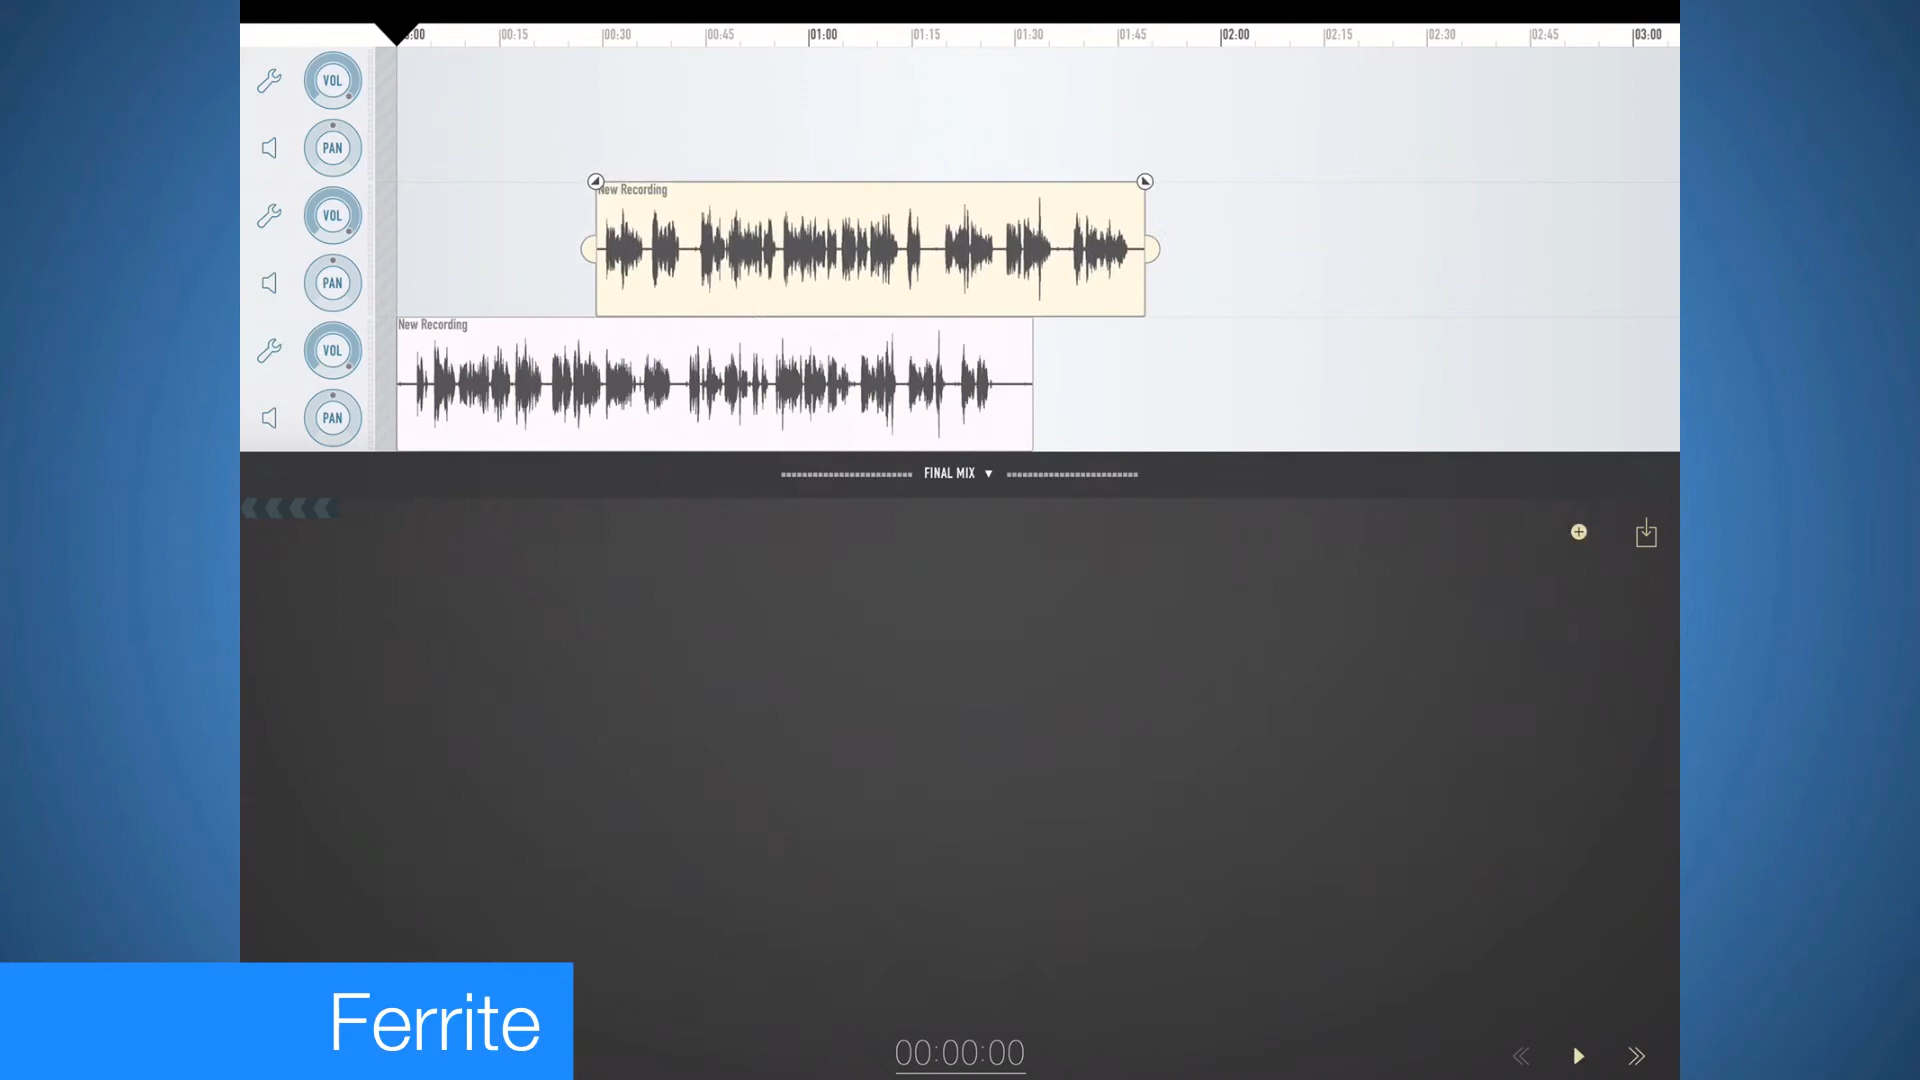 :00 00:15 00:30 00:45 01:00 01:15 01:30 01:45 02:00 02:15 02:30 02:45 03:00
VOL
PAN
New Recording
VOL
PAN
New Recording
VOL
PAN
FINAL MIX ▼
Ferrite
00:00:00